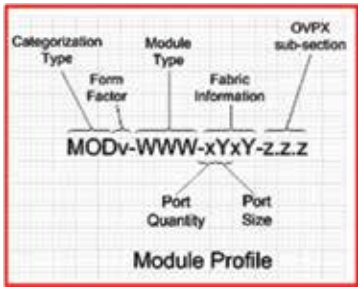 OVPX
sub-section
Categorization
Type
Module
Type
Form
Factor
Fabric
Information
MODv-WWW-xYxY-z.z.z
Port
Quantity
Port
Size
Module Profile